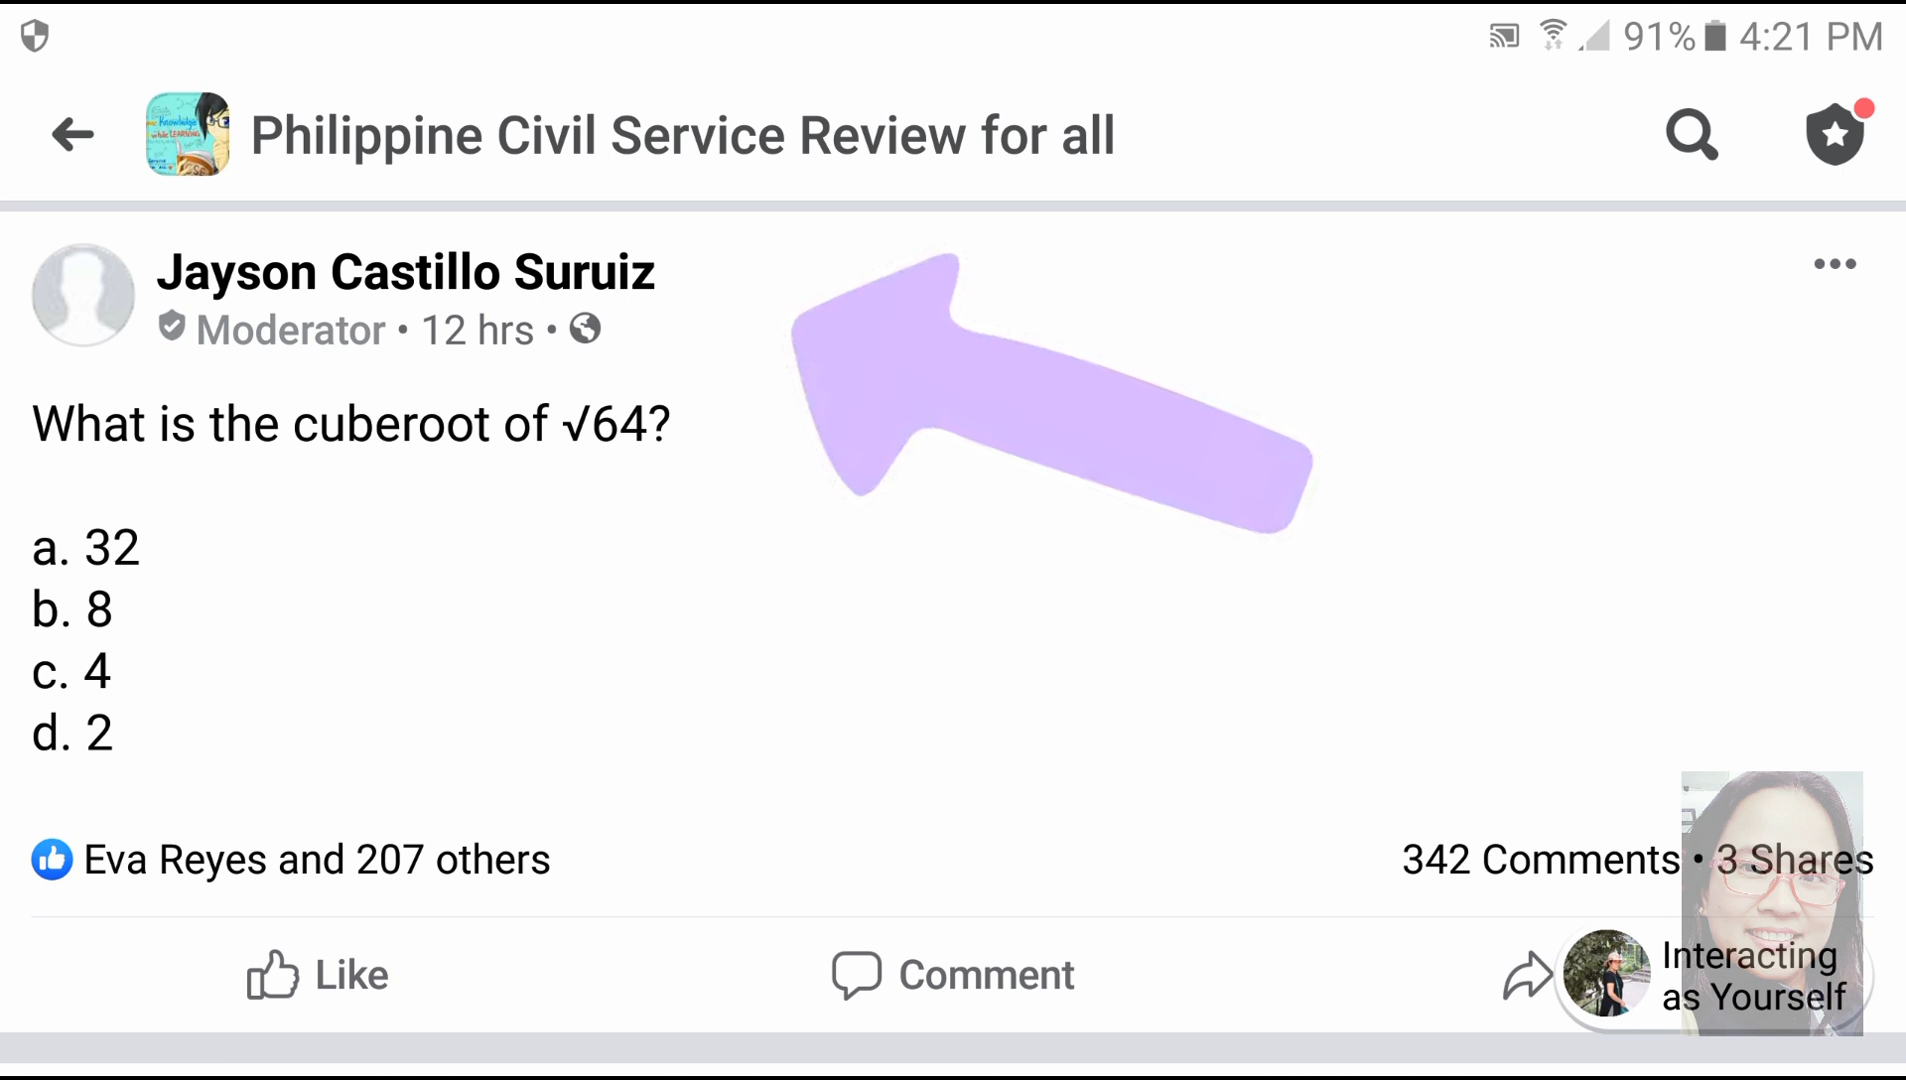 91% 4:21 PM
Philippine Civil Service Review for all
Jayson Castillo Suruiz
Moderator • 12 hrs •
What is the cuberoot of √64?
a. 32
b. 8
c. 4
d. 2
Eva Reyes and 207 others
342 Comments • 3 Shares
Like
Comment
Interacting
as Yourself